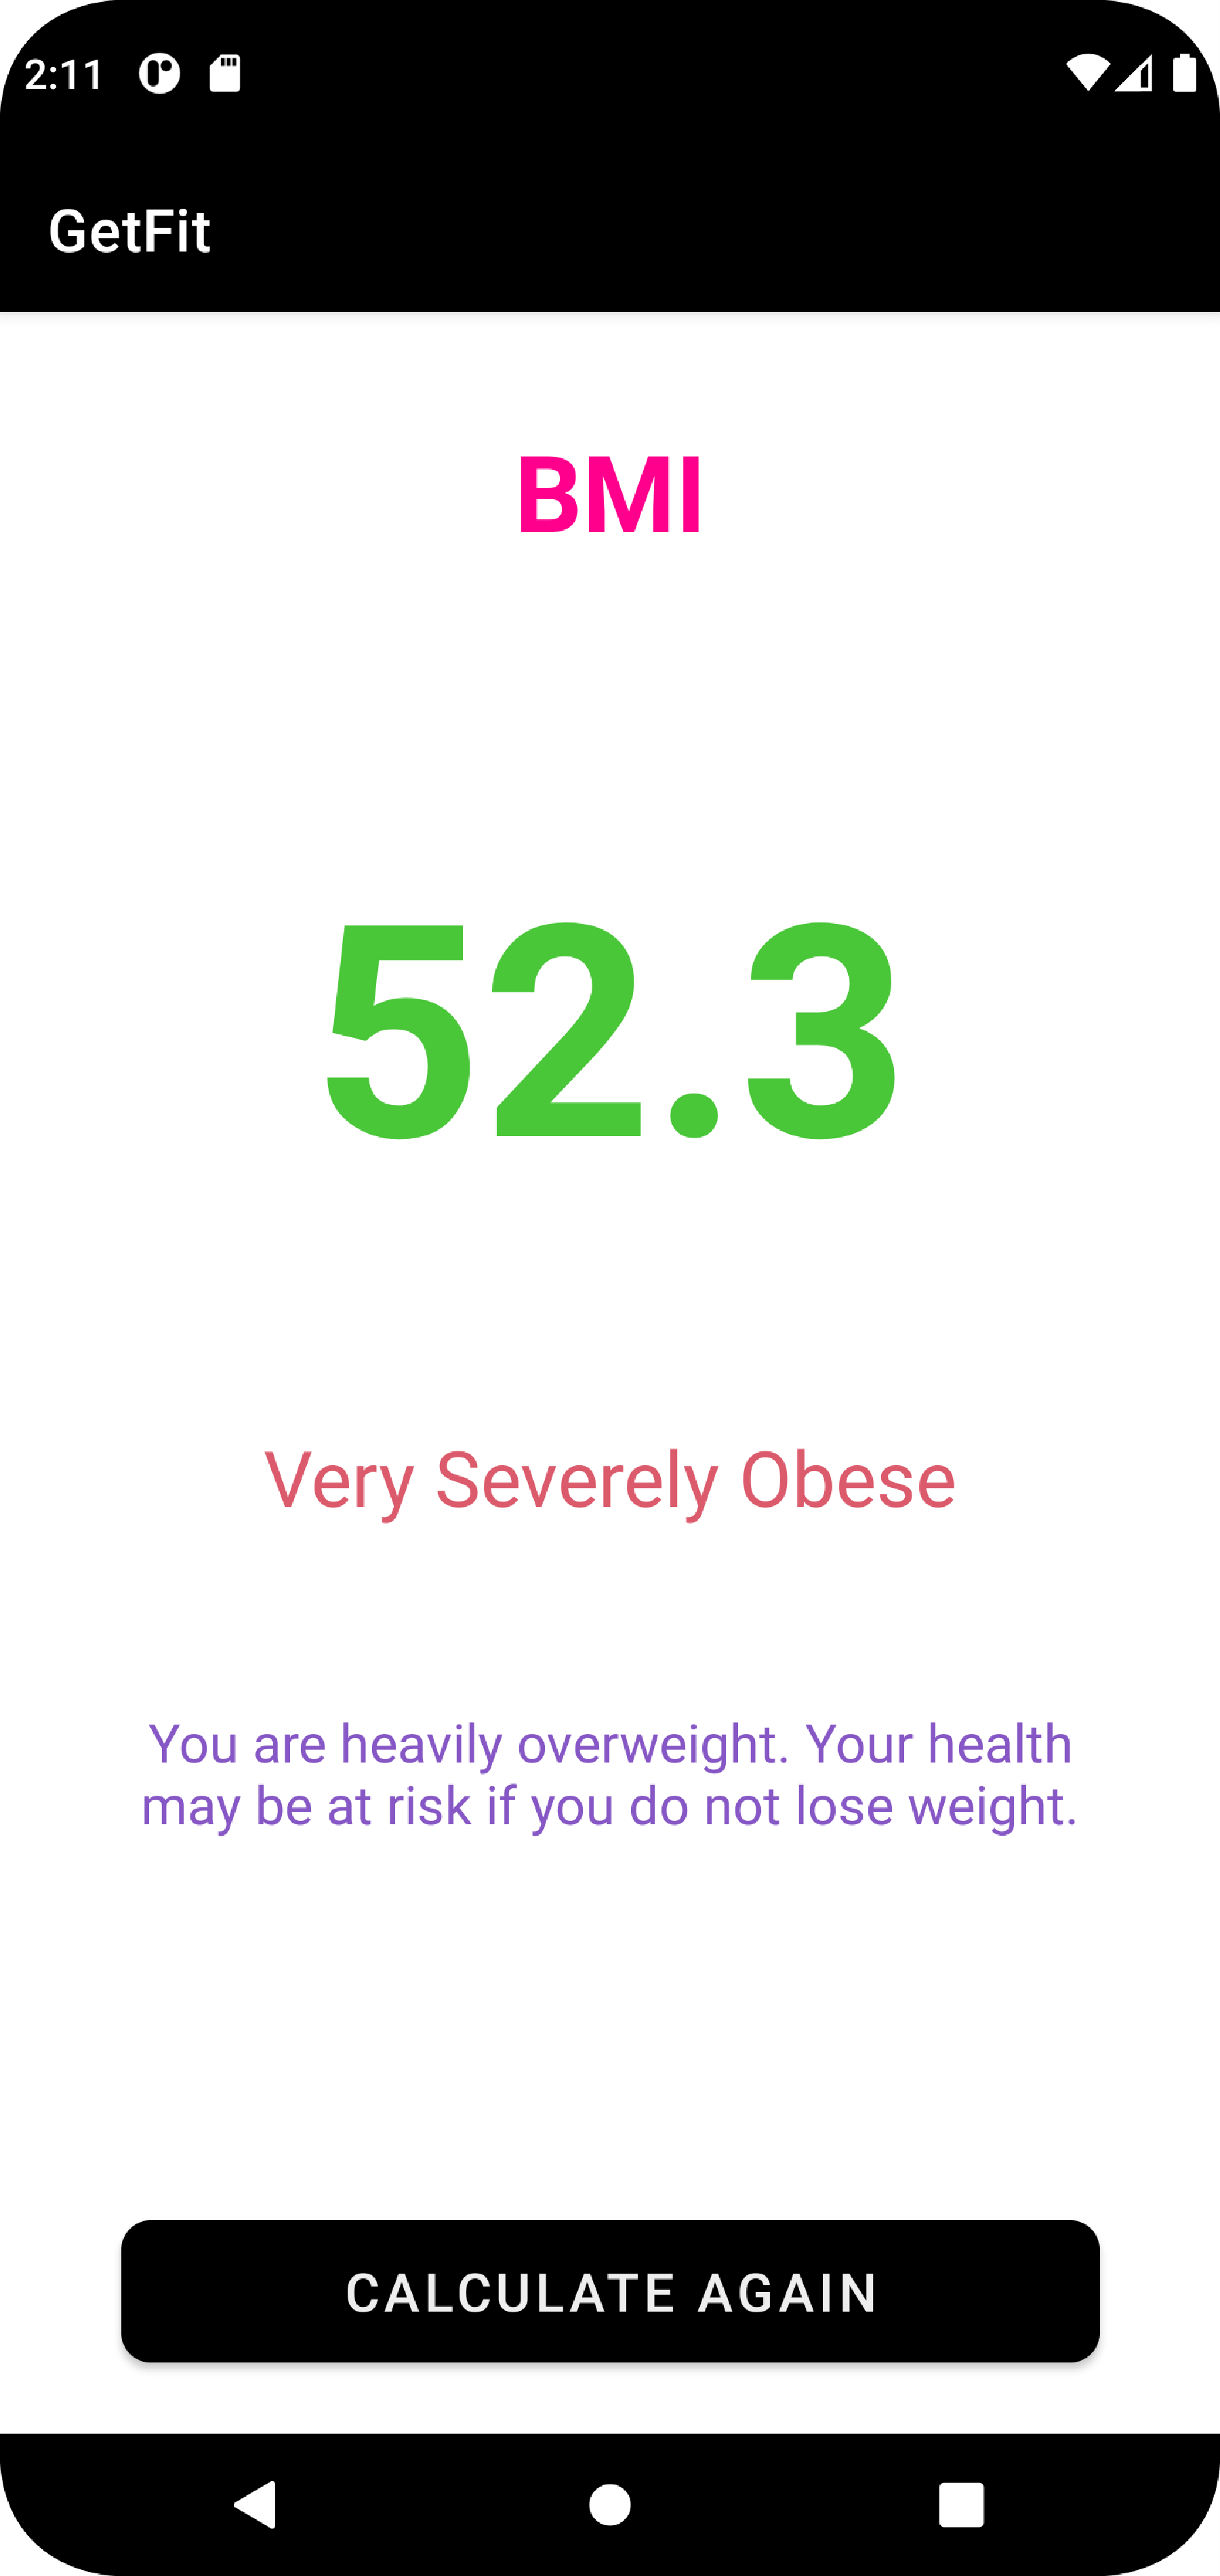 2:11
GetFit
BMI
52.3
Very Severely Obese
You are heavily overweight. Your health
may be at risk if you do not lose weight.
CALCULATE AGAIN